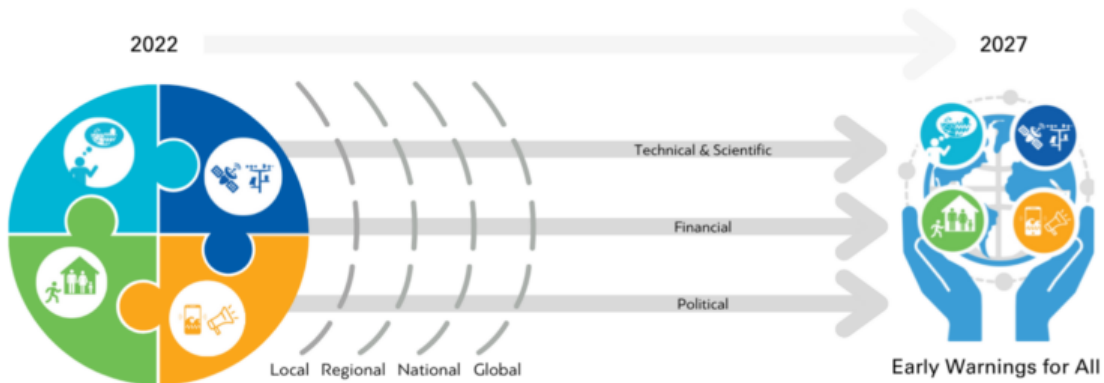 2022
2027
Technical & Scientific
Financial
Political
Local Regional National Global
Early Warnings for All